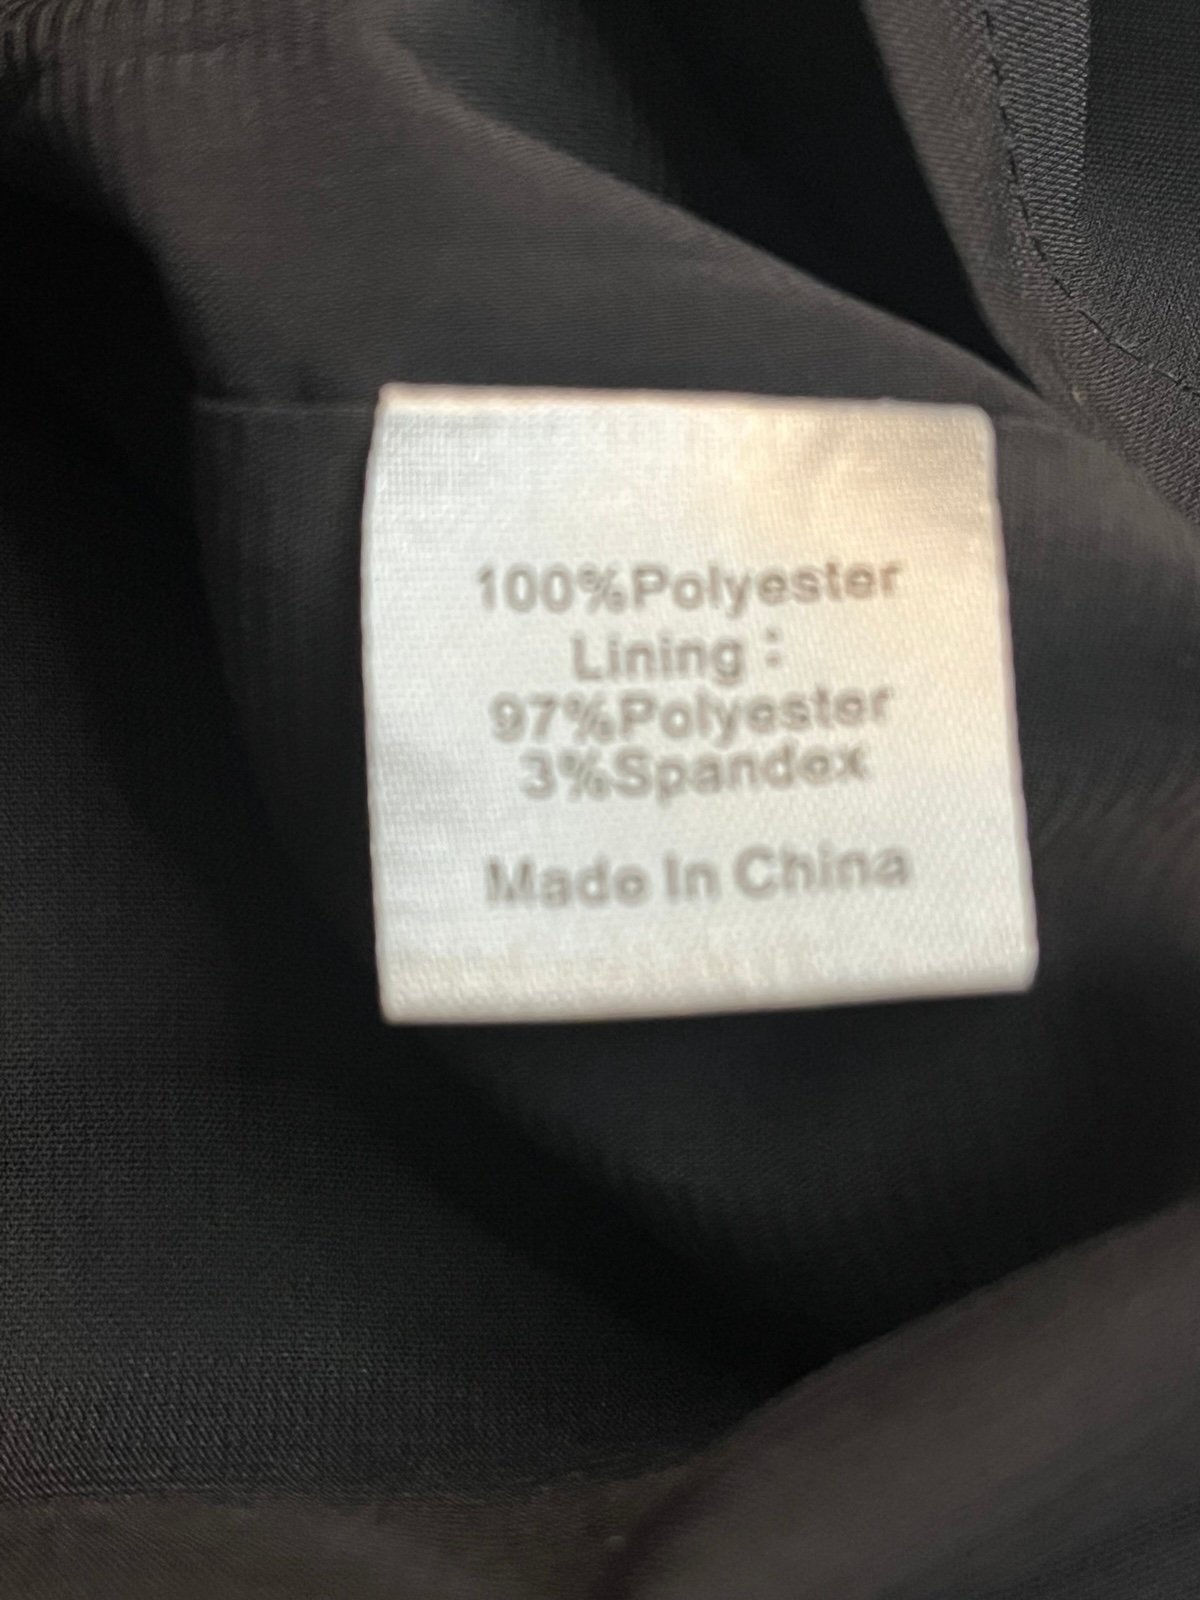 100%Polyester
Lining :
97%Polyester
3%Spandex
Made In China